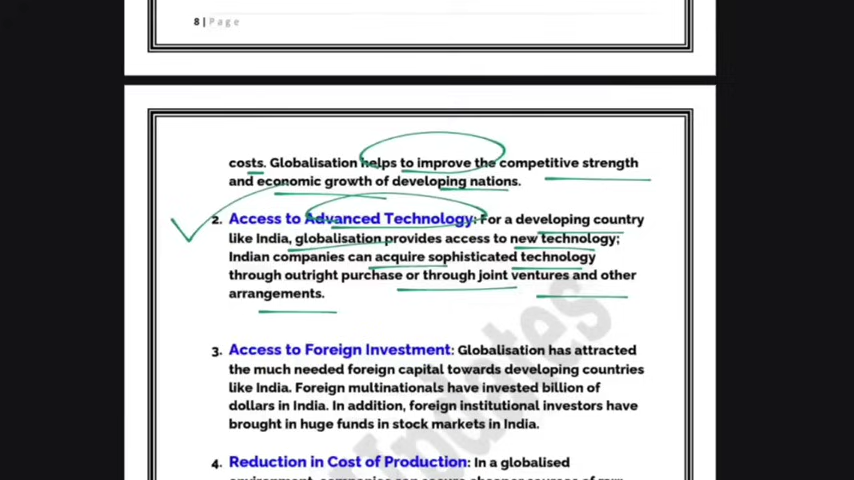 8 | Page
costs. Globalisation helps to improve the competitive strength
and economic growth of developing nations.
2. Access to Advanced Technology: For a developing country
like India, globalisation provides access to new technology;
Indian companies can acquire sophisticated technology
through outright purchase or through joint ventures and other
arrangements.
3. Access to Foreign Investment: Globalisation has attracted
the much needed foreign capital towards developing countries
like India. Foreign multinationals have invested billion of
dollars in India. In addition, foreign institutional investors have
brought in huge funds in stock markets in India.
4. Reduction in Cost of Production: In a globalised